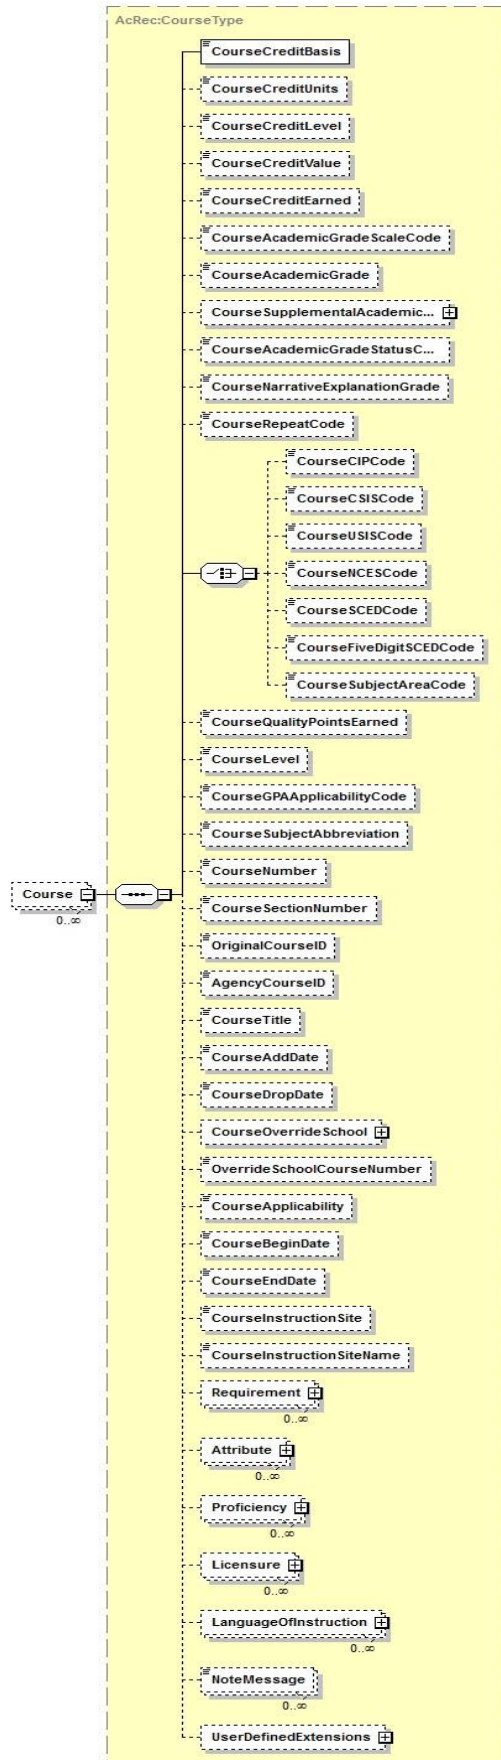 AcRec:CourseType
CourseCreditBasis
CourseCreditUnits
CourseCreditLevel
CourseCreditValue
CourseCreditEarned
CourseAcademicGradeScaleCode
CourseAcademicGrade
CourseSupplementalAcademic...
CourseAcademicGradeStatusC...
CourseNarrativeExplanationGrade
CourseRepeatCode
CourseCIPCode
CourseCSISCode
CourseUSISCode
CourseNCESCode
CourseSCEDCode
CourseFiveDigitSCEDCode
CourseSubjectAreaCode
CourseQualityPointsEarned
CourseLevel
CourseGPAApplicabilityCode
CourseSubjectAbbreviation
CourseNumber
Course
0..∞
CourseSectionNumber
OriginalCourseID
AgencyCourseID
CourseTitle
CourseAddDate
CourseDropDate
CourseOverrideSchool
OverrideSchoolCourseNumber
CourseApplicability
CourseBeginDate
CourseEndDate
CourseInstructionSite
CourseInstructionSiteName
Requirement
0..∞
Attribute
0..∞
Proficiency
0..∞
Licensure
0..∞
LanguageOfInstruction
0..∞
NoteMessage
0..∞
UserDefinedExtensions